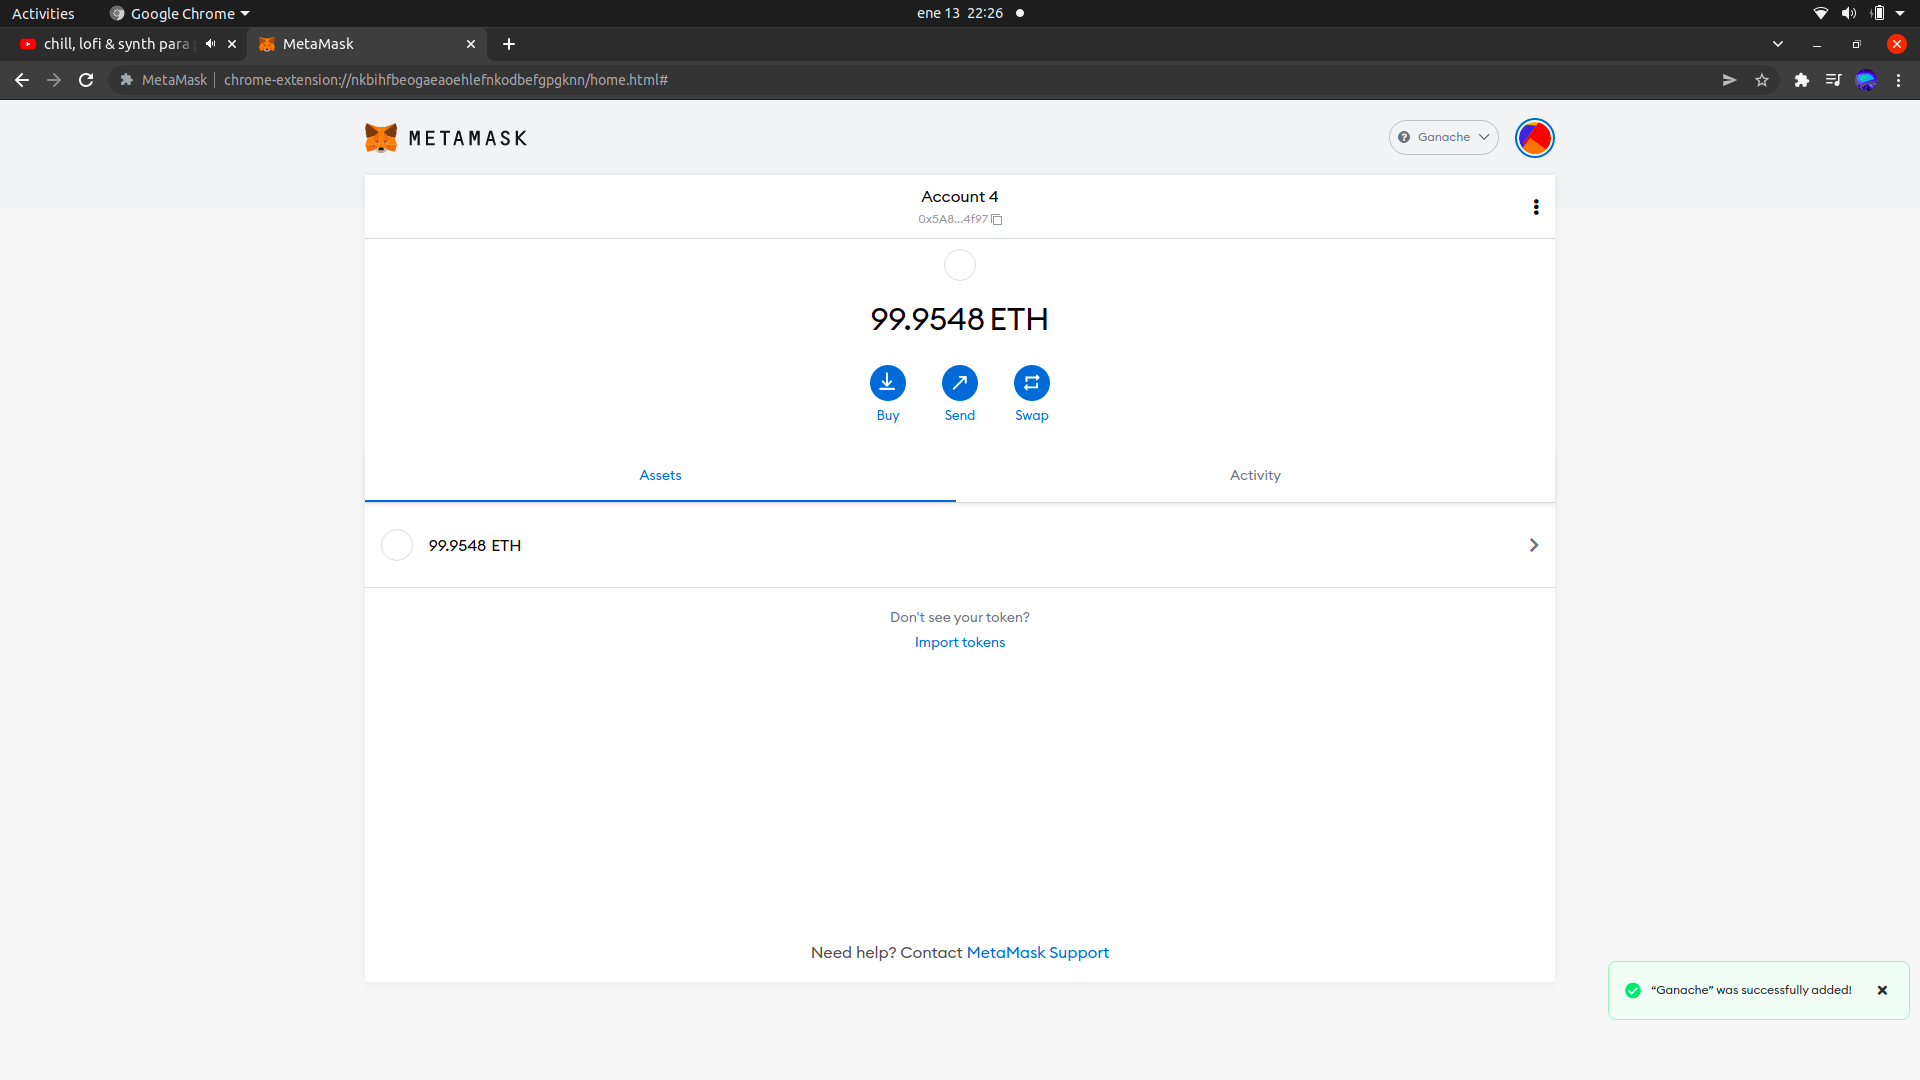 Activities
Google Chrome
ene 13 22:26
chill, lofi & synth para
MetaMask
MetaMask
chrome-extension://nkbihfbeogaeaoehlefnkodbefgpgknn/home.html#
METAMASK
Ganache
Account 4
0x5A8...4f97
99.9548 ETH
Buy
Send
Swap
Assets
Activity
99.9548 ETH
Don't see your token?
Import tokens
Need help? Contact MetaMask Support
“Ganache” was successfully added!